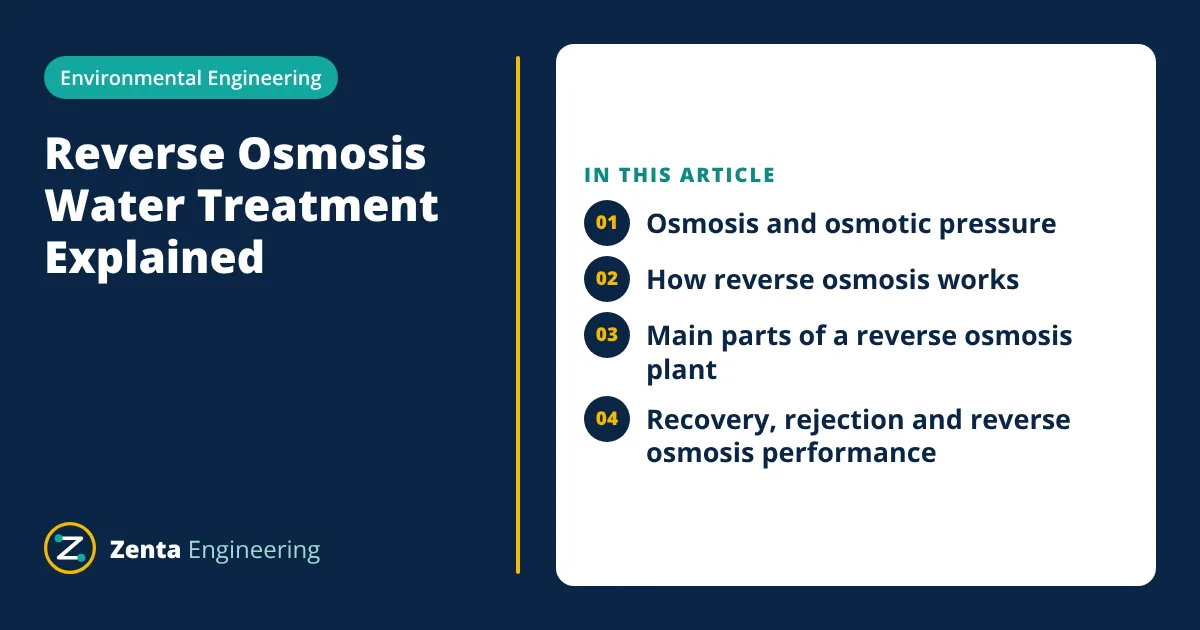 Environmental Engineering
Reverse Osmosis
Water Treatment
Explained
IN THIS ARTICLE
01 Osmosis and osmotic pressure
02 How reverse osmosis works
03 Main parts of a reverse osmosis
plant
04 Recovery, rejection and reverse
osmosis performance
Z Zenta Engineering